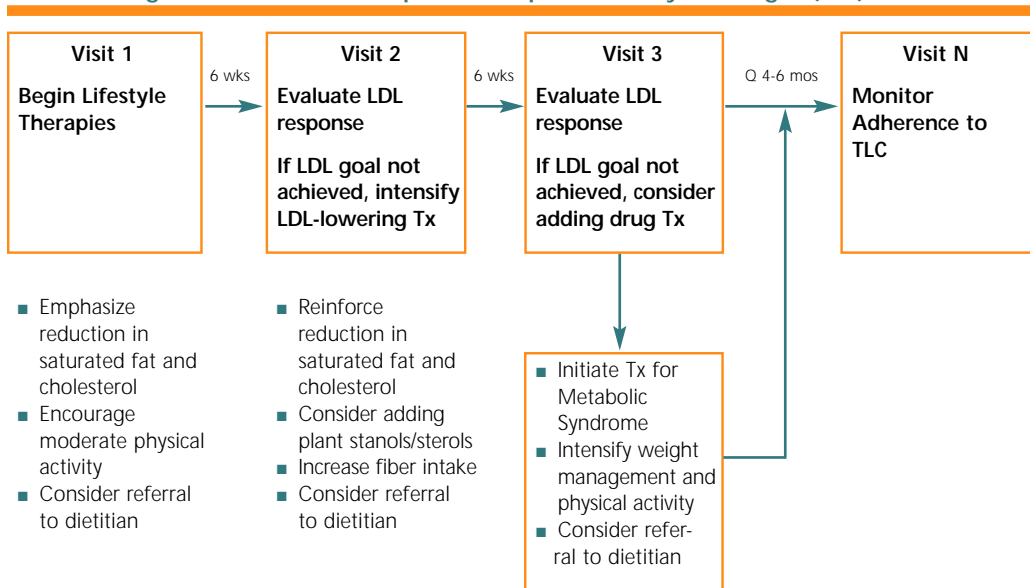 Visit 1
Begin Lifestyle
Therapies
6 wks
Visit 2
Evaluate LDL
response
If LDL goal not
achieved, intensify
LDL-lowering Tx
6 wks
Visit 3
Evaluate LDL
response
If LDL goal not
achieved, consider
adding drug Tx
Q 4-6 mos
Visit N
Monitor
Adherence to
TLC
■ Emphasize
reduction in
saturated fat and
cholesterol
■ Encourage
moderate physical
activity
■ Consider referral
to dietitian
■ Reinforce
reduction in
saturated fat and
cholesterol
■ Consider adding
plant stanols/sterols
■ Increase fiber intake
■ Consider referral
to dietitian
■ Initiate Tx for
Metabolic
Syndrome
■ Intensify weight
management and
physical activity
■ Consider refer-
ral to dietitian